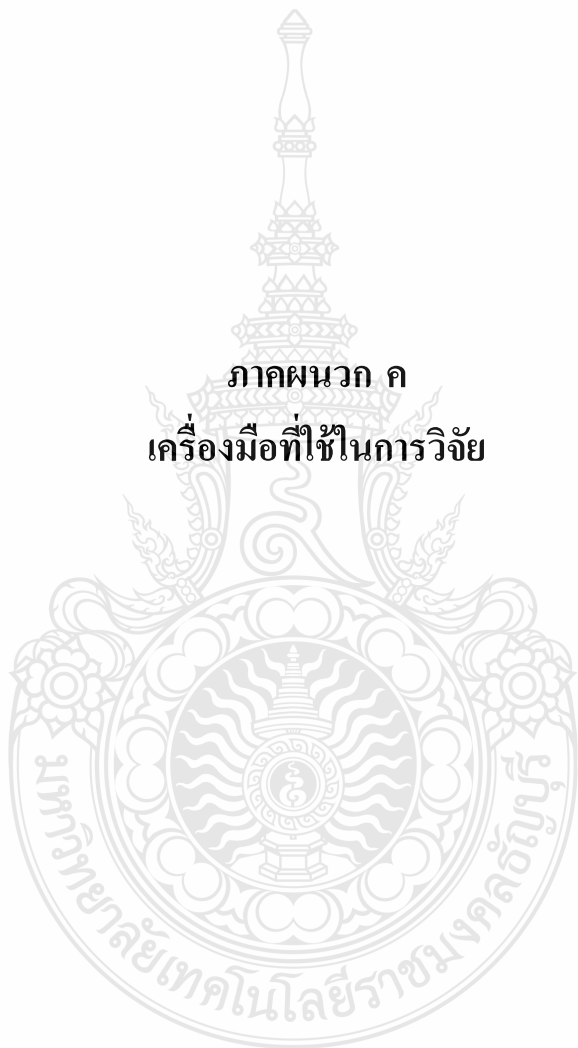 ภาคผนวก ค
เครื่องมือที่ใช้ในการวิจัย
มหาวิทยาลัยเทคโนโลยีราชมงคลธัญบุรี